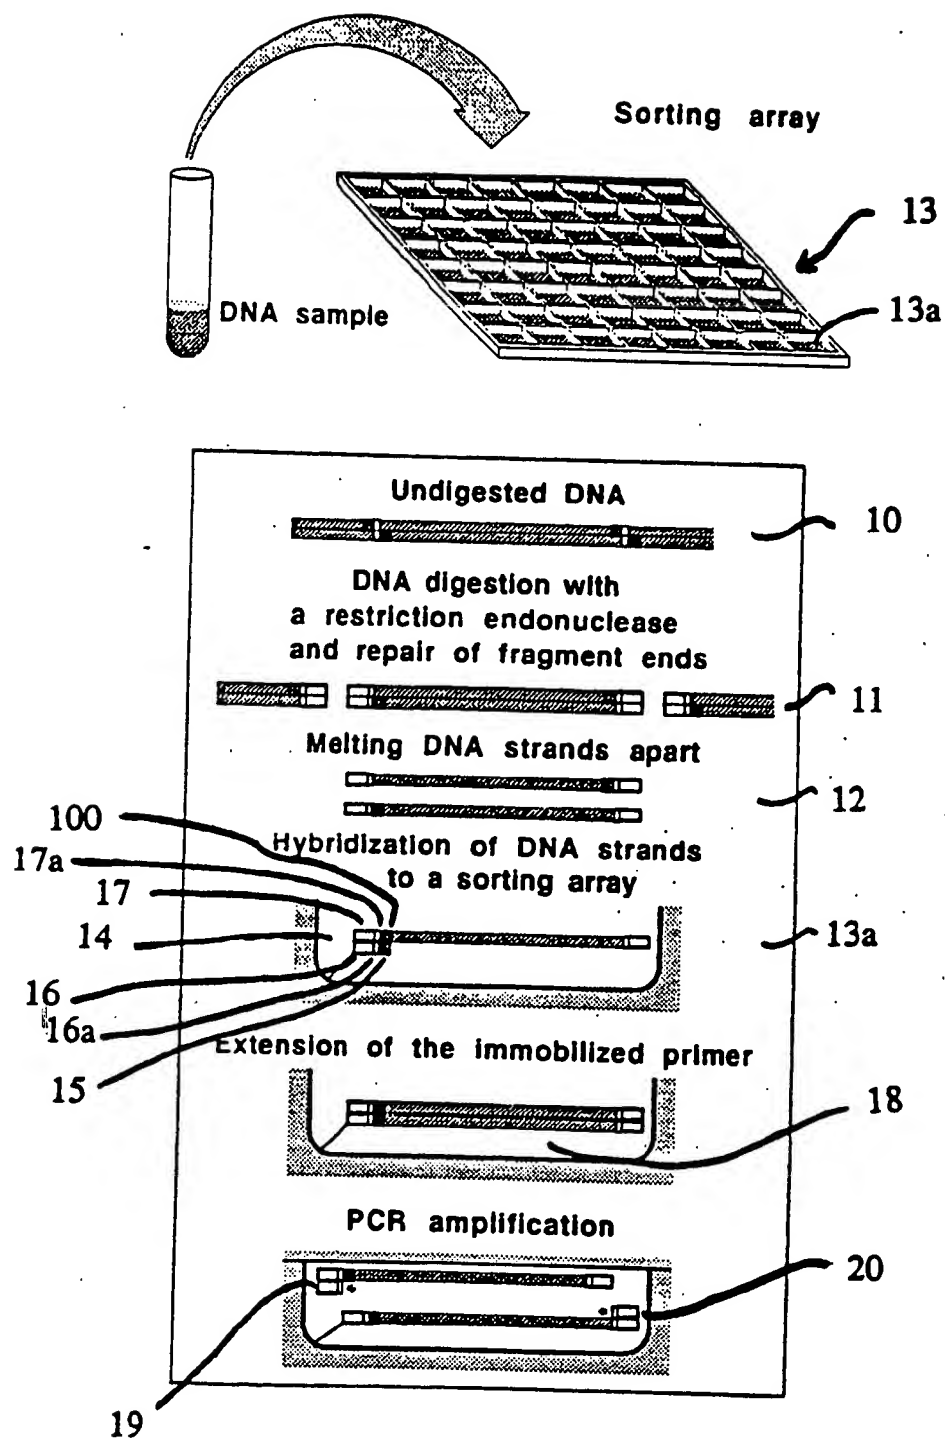 Sorting array
13
13a
DNA sample
Undigested DNA
10
DNA digestion with
a restriction endonuclease
and repair of fragment ends
11
Melting DNA strands apart
12
100
Hybridization of DNA strands
to a sorting array
17a
17
14
13a
16
16a
15
Extension of the immobilized primer
18
PCR amplification
20
19